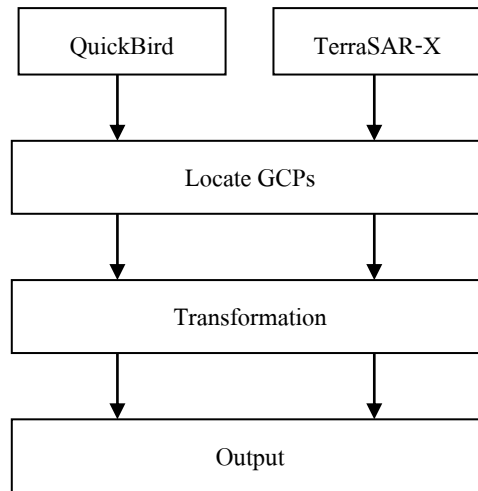 QuickBird
TerraSAR-X
Locate GCPs
Transformation
Output